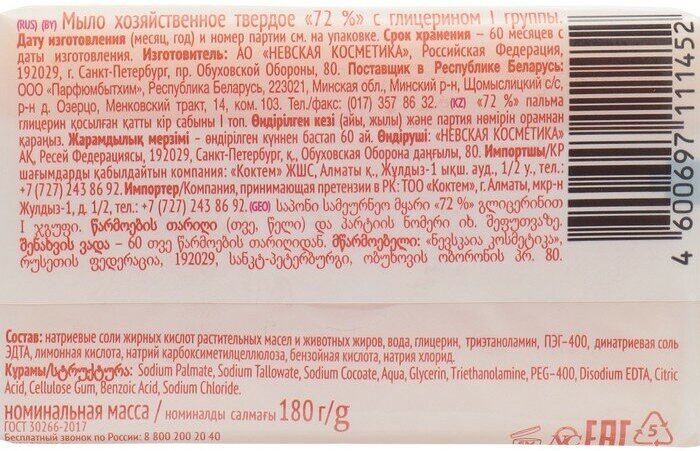 (RUS) (BY) Мыло хозяйственное твердое «72 %» с глицерином I группы.
Дату изготовления (месяц, год) и номер партии см. на упаковке. Срок хранения – 60 месяцев с
даты изготовления. Изготовитель: АО «НЕВСКАЯ КОСМЕТИКА», Российская Федерация,
192029, г. Санкт-Петербург, пр. Обуховской Обороны, 80. Поставщик в Республике Беларусь:
ООО «Парфюмбытхим», Республика Беларусь, 223021, Минская обл., Минский р-н, Щомыслицкий с/с,
р-н д. Озерцо, Менковский тракт, 14, ком. 103. Тел./факс: (017) 357 86 32. (KZ) «72 %» пальма
глицерин қосылған қатты кір сабыны I топ. Өндірілген кезі (айы, жылы) және партия нөмірін орамнан
қараңыз. Жарамдылық мерзімі – өндірілген күннен бастап 60 ай. Өндіруші: «НЕВСКАЯ КОСМЕТИКА»
АҚ, Ресей Федерациясы, 192029, Санкт-Петербург, қ., Обуховская Оборона даңғылы, 80. Импортшы/ҚР
шағымдарды қабылдайтын компания: «Коктем» ЖШС, Алматы қ., Жулдыз-1 ықш. ауд., 1/2 у., тел.:
+7 (727) 243 86 92. Импортер/Компания, принимающая претензии в РК: ТОО «Коктем», г. Алматы, мкр-н
Жулдыз-1, д. 1/2, тел.: +7 (727) 243 86 92. (GEO) საპონი სამეურნეო მყარი «72 %» გლიცერინით
I ჯგუფი. წარმოების თარიღი (თვე, წელი) და პარტიის ნომერი იხ. შეფუთვაზე.
შენახვის ვადა – 60 თვე წარმოების თარიღიდან. მწარმოებელი: «ნევსკაია კოსმეტიკა»,
რუსეთის ფედერაცია, 192029, სანკტ-პეტერბურგი, ობუხოვის ობორონის პრ. 80.
4 600697 111452
Состав: натриевые соли жирных кислот растительных масел и животных жиров, вода, глицерин, триэтаноламин, ПЭГ-400, динатриевая соль
ЭДТА, лимонная кислота, натрий карбоксиметилцеллюлоза, бензойная кислота, натрия хлорид.
Құрамы/სტრუქტურა: Sodium Palmate, Sodium Tallowate, Sodium Cocoate, Aqua, Glycerin, Triethanolamine, PEG-400, Disodium EDTA, Citric
Acid, Cellulose Gum, Benzoic Acid, Sodium Chloride.
номинальная масса / номиналды салмағы 180 г/g
ГОСТ 30266-2017
Бесплатный звонок по России: 8 800 200 20 40
EAC 5